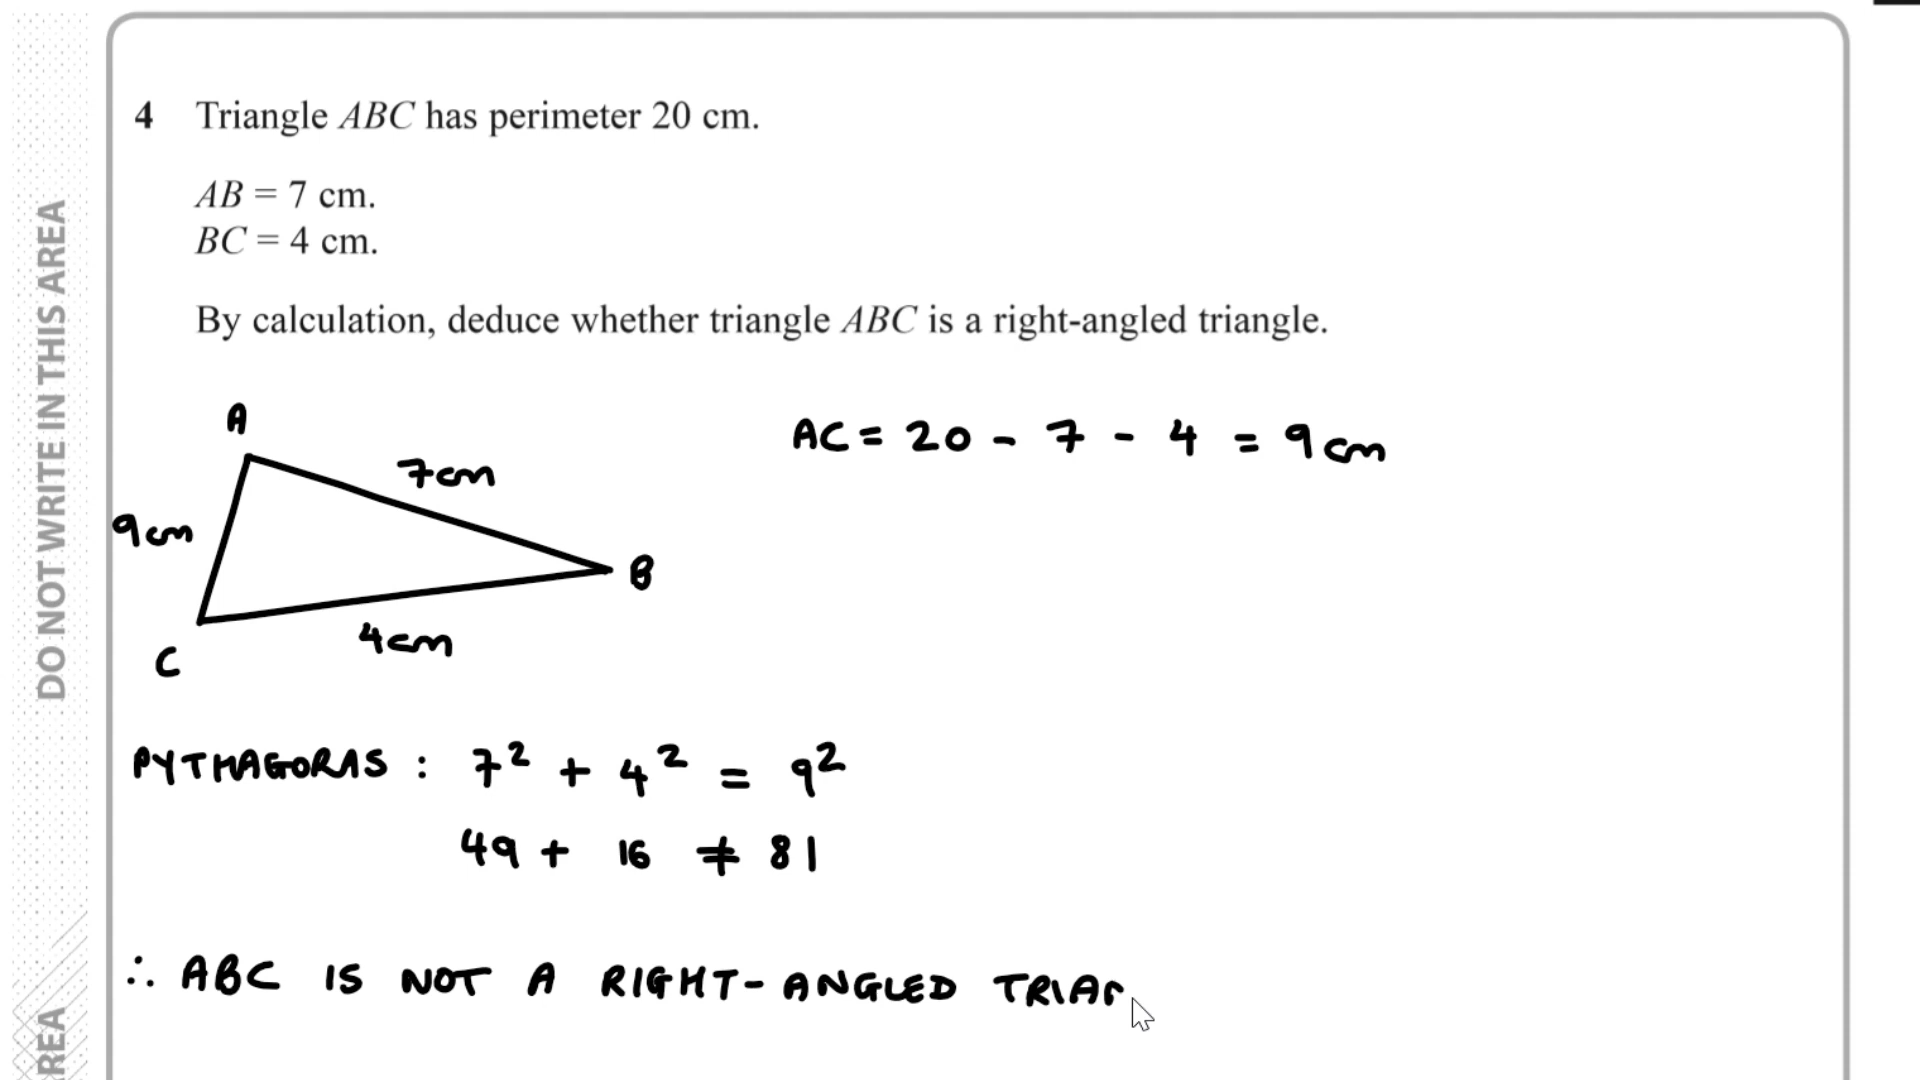 4 Triangle ABC has perimeter 20 cm.
AB = 7 cm.
BC = 4 cm.
By calculation, deduce whether triangle ABC is a right-angled triangle.
A
7cm
9cm
B
4cm
C
AC = 20 - 7 - 4 = 9cm
PYTHAGORAS : 7² + 4² = 9²
49 + 16 ≠ 81
∴ ABC IS NOT A RIGHT-ANGLED TRIAN
DO NOT WRITE IN THIS AREA
REA